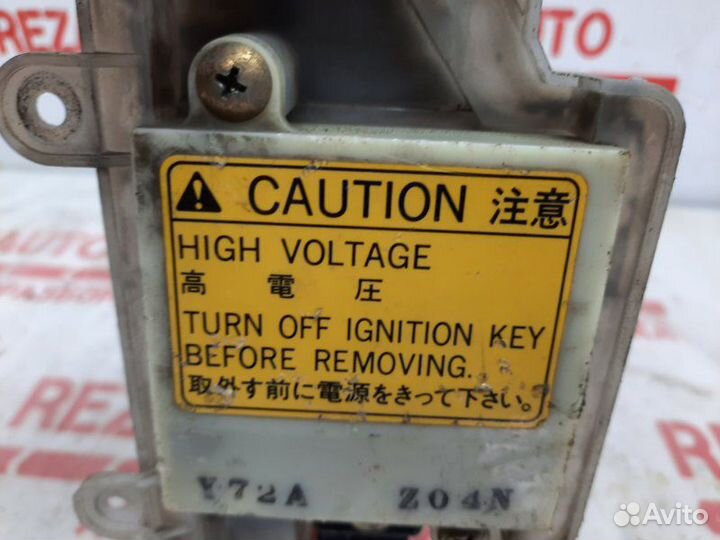 CAUTION 注意
HIGH VOLTAGE
高電圧
TURN OFF IGNITION KEY
BEFORE REMOVING.
取外す前に電源をきって下さい。
Y72A Z04N
Avito